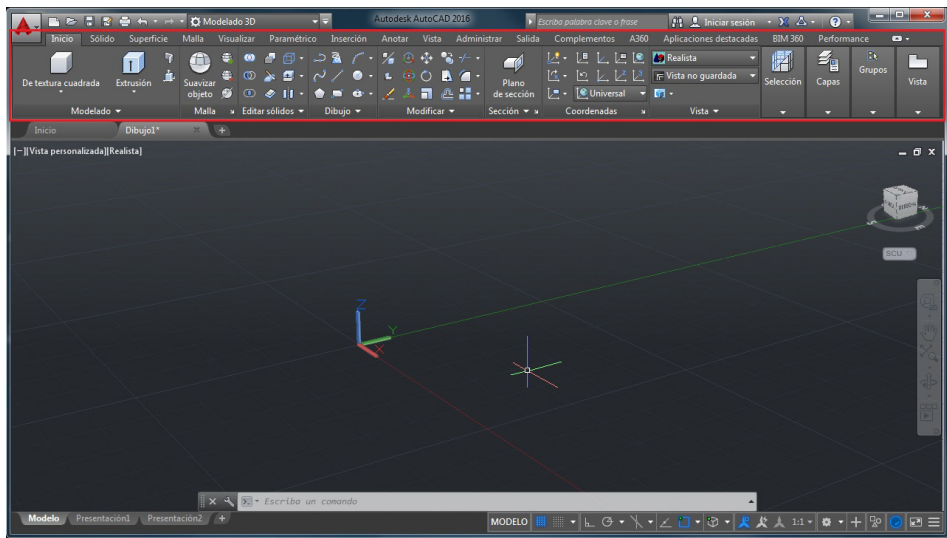 Modelado 3D
Autodesk AutoCAD 2016
Escriba palabra clave o frase
Iniciar sesión
Inicio Sólido Superficie Malla Visualizar Paramétrico Inserción Anotar Vista Administrar Salida Complementos A360 Aplicaciones destacadas BIM 360 Performance
De textura cuadrada
Extrusión
Suavizar objeto
Plano de sección
Universal
Realista
Vista no guardada
Selección
Capas
Grupos
Vista
Modelado
Malla
Editar sólidos
Dibujo
Modificar
Sección
Coordenadas
Vista
Inicio
Dibujo1*
[−][Vista personalizada][Realista]
SCU
Z
Y
X
Escriba un comando
Modelo Presentación1 Presentación2
MODELO
1:1